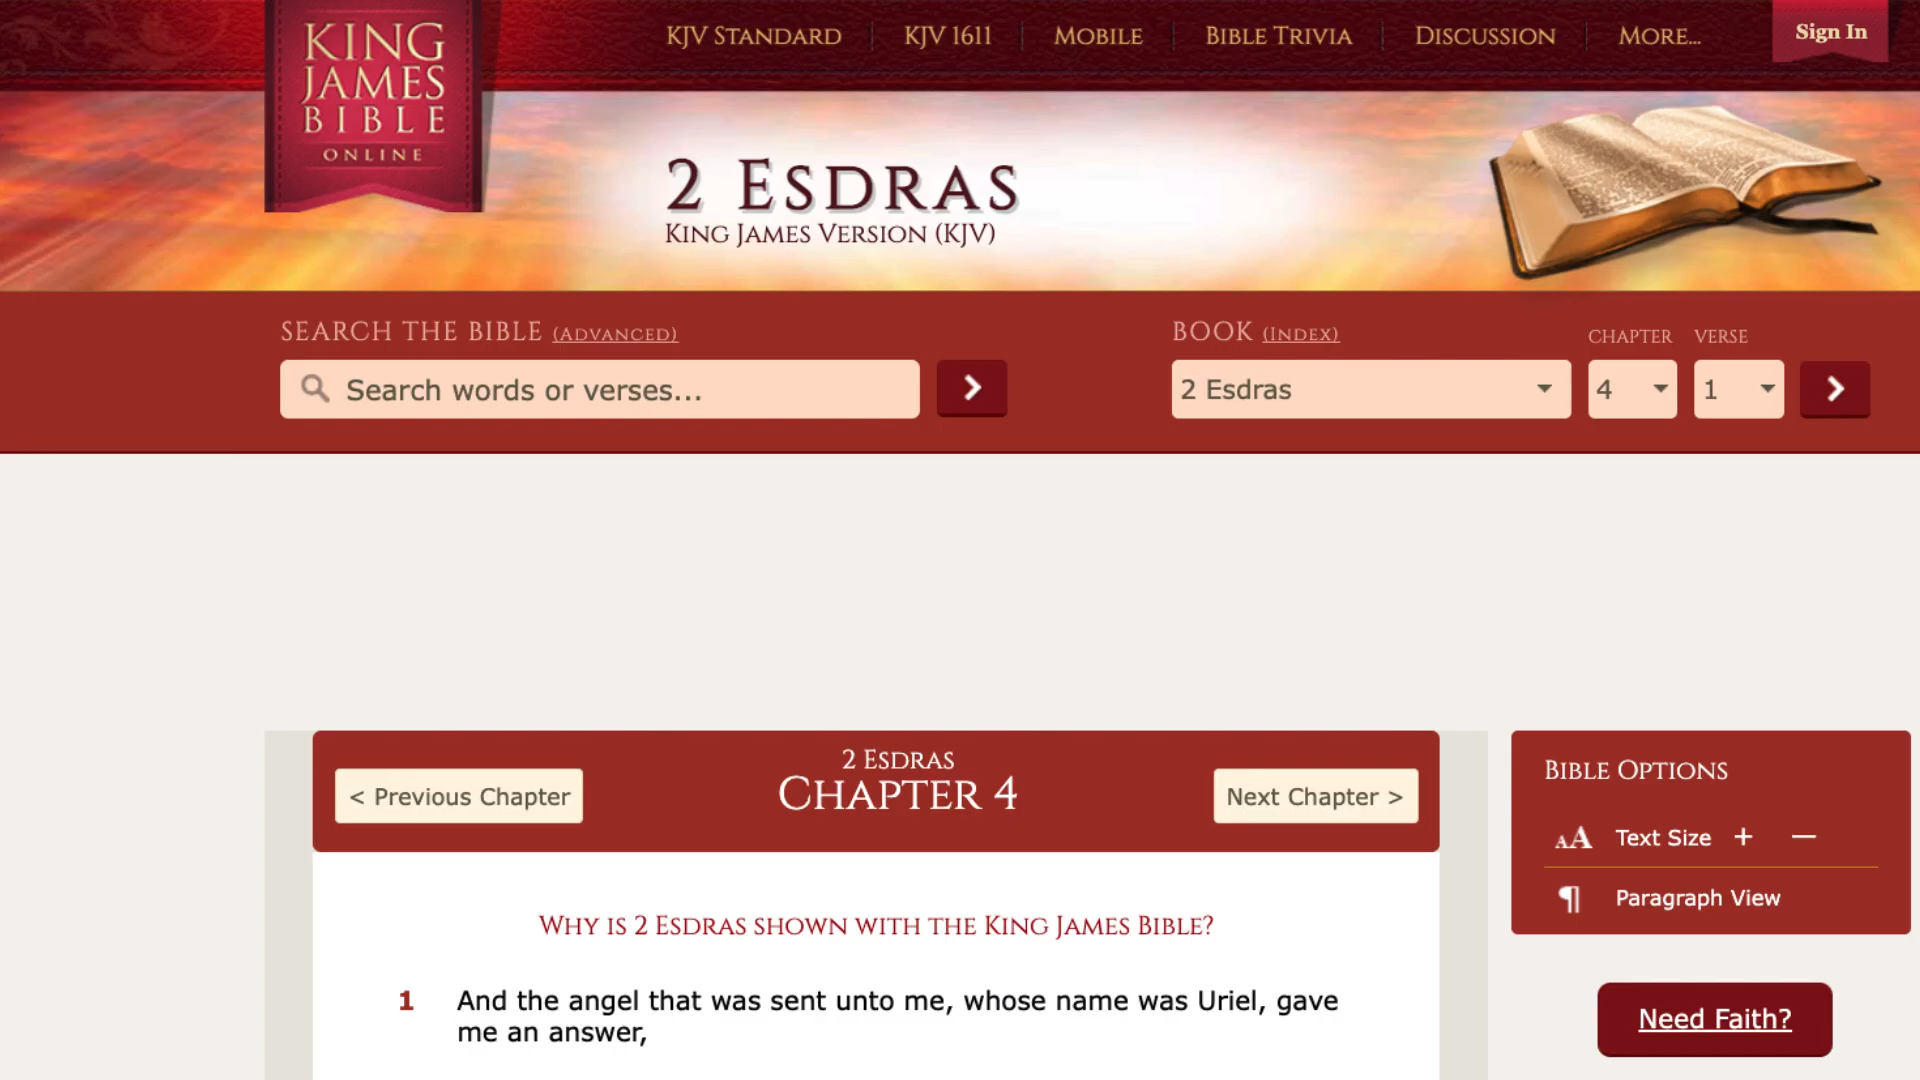 KING
JAMES
BIBLE
ONLINE
KJV STANDARD
KJV 1611
MOBILE
BIBLE TRIVIA
DISCUSSION
MORE...
Sign In
2 ESDRAS
KING JAMES VERSION (KJV)
SEARCH THE BIBLE (ADVANCED)
BOOK (INDEX)
CHAPTER
VERSE
Search words or verses...
2 Esdras
4
1
2 ESDRAS
CHAPTER 4
< Previous Chapter
Next Chapter >
BIBLE OPTIONS
AA Text Size + —
¶ Paragraph View
WHY IS 2 ESDRAS SHOWN WITH THE KING JAMES BIBLE?
1 And the angel that was sent unto me, whose name was Uriel, gave
me an answer,
Need Faith?